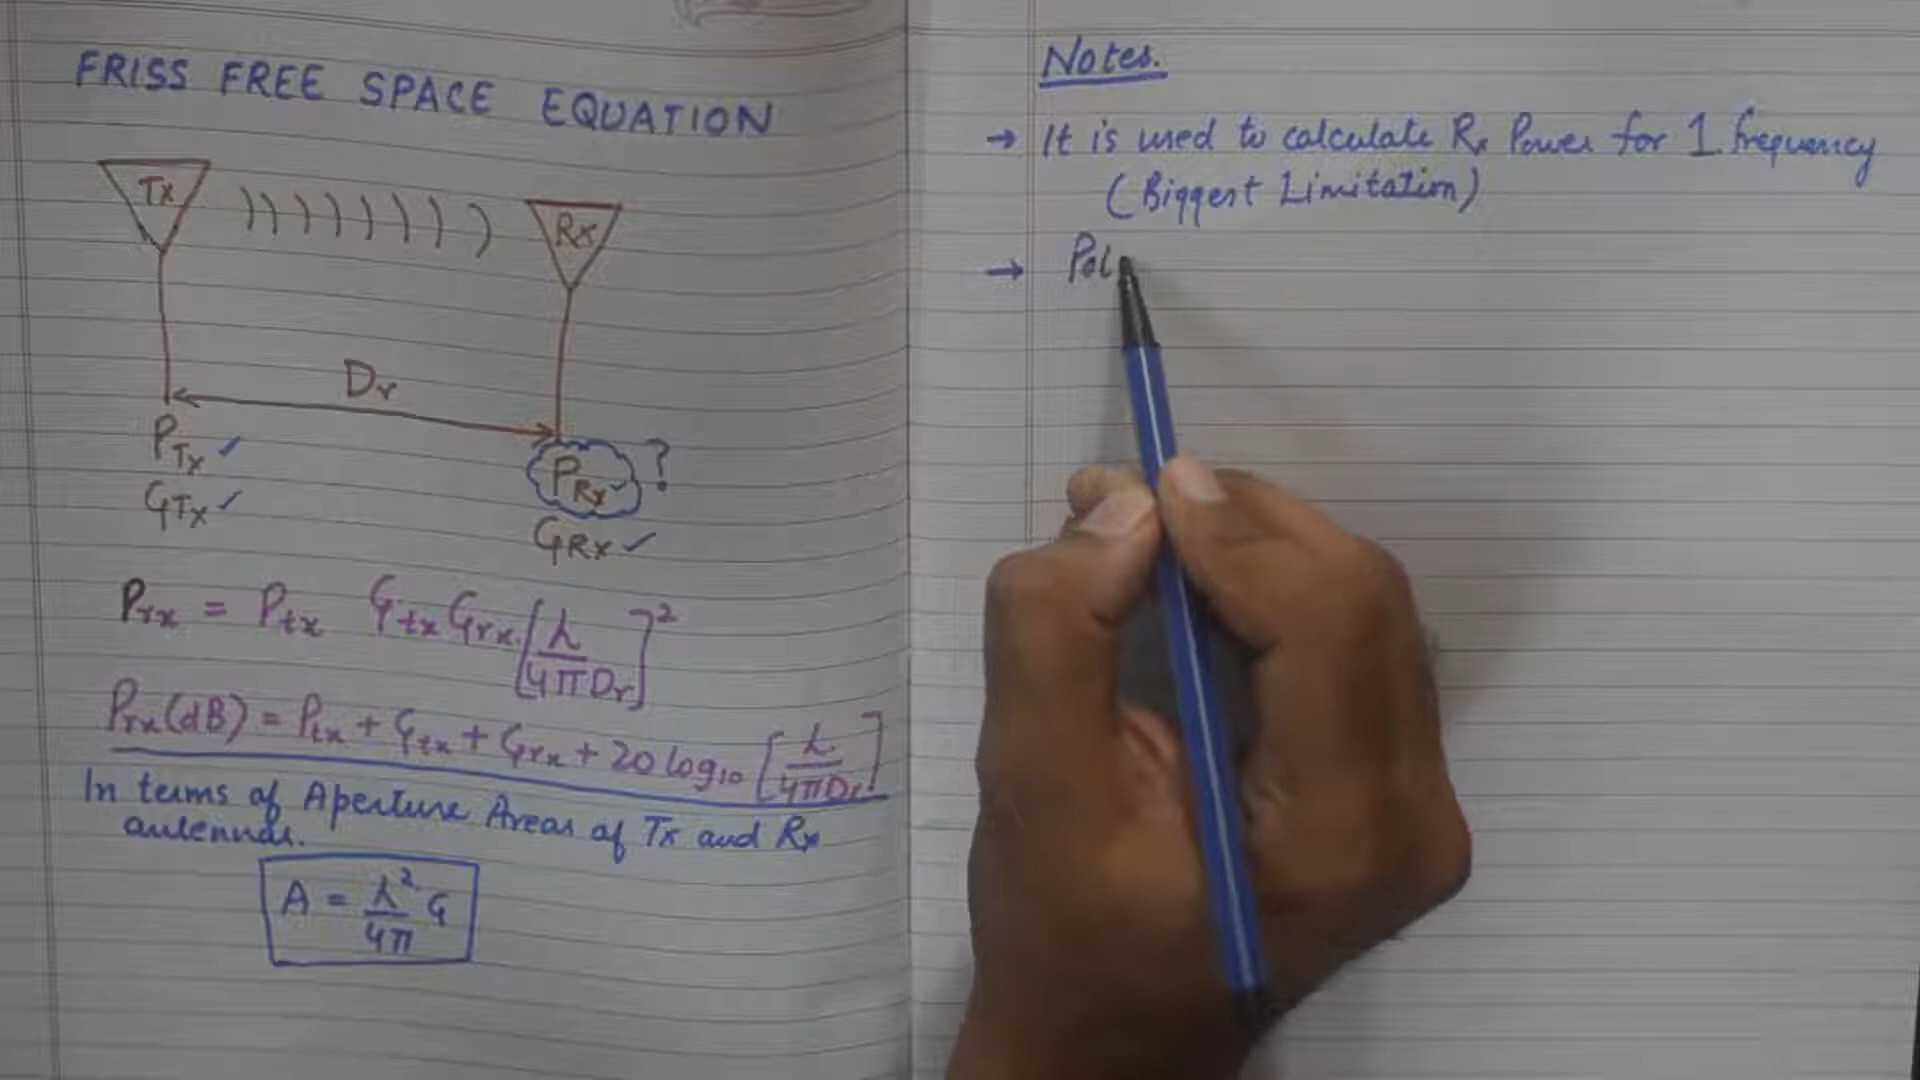 FRISS FREE SPACE EQUATION
Tx
Rx
Dr
PTx ✓
PRx ?
GTx ✓
GRx ✓
Prx = Ptx Gtx Grx [λ/4πDr]²
Prx(dB) = Ptx + Gtx + Grx + 20 log10 [λ/4πDr]
In terms of Aperture Areas of Tx and Rx
antennas.
A = λ²/4π G
Notes.
→ It is used to calculate Rx Power for 1 frequency
(Biggest Limitation)
→ Pol